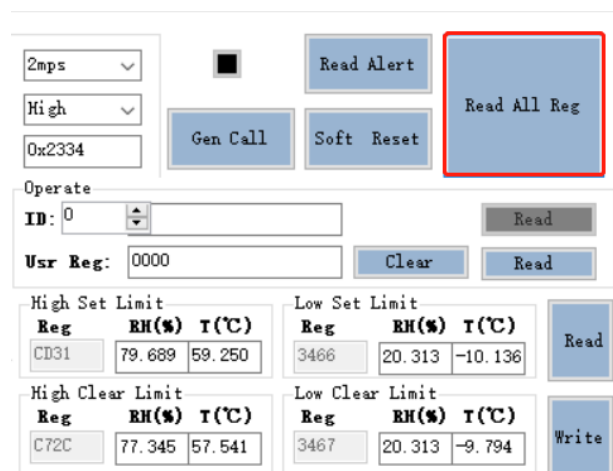 2mps
Read Alert
High
Read All Reg
0x2334
Gen Call
Soft Reset
Operate
ID: 0
Read
Usr Reg: 0000
Clear
Read
High Set Limit
Reg RH(%) T(℃)
CD31 79.689 59.250
Low Set Limit
Reg RH(%) T(℃)
3466 20.313 -10.136
Read
High Clear Limit
Reg RH(%) T(℃)
C72C 77.345 57.541
Low Clear Limit
Reg RH(%) T(℃)
3467 20.313 -9.794
Write